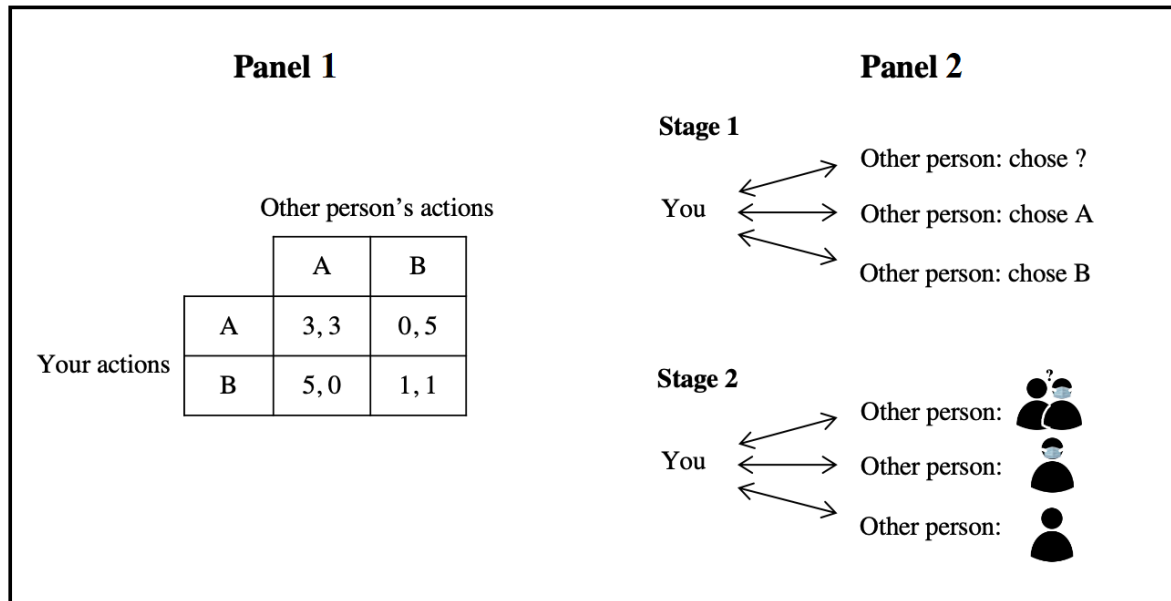 Panel 1
Other person's actions
A B
A 3, 3 0, 5
Your actions
B 5, 0 1, 1
Panel 2
Stage 1
Other person: chose ?
You
Other person: chose A
Other person: chose B
Stage 2
?
Other person:
You
Other person:
Other person: